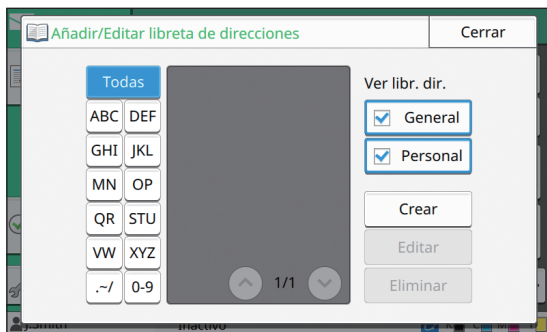 Añadir/Editar libreta de direcciones
Cerrar
Todas
ABC DEF
GHI JKL
MN OP
QR STU
VW XYZ
.~/ 0-9
1/1
Ver libr. dir.
General
Personal
Crear
Editar
Eliminar
J.Smith
Inactivo